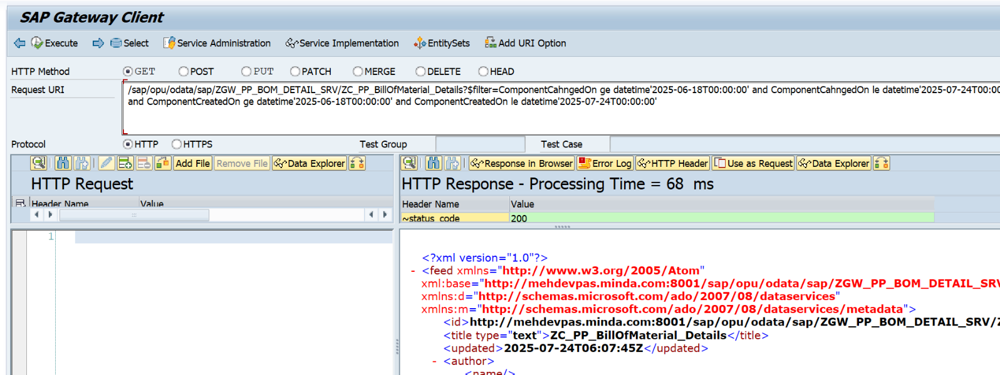 SAP Gateway Client
Execute Select Service Administration Service Implementation EntitySets Add URI Option
HTTP Method GET POST PUT PATCH MERGE DELETE HEAD
Request URI /sap/opu/odata/sap/ZGW_PP_BOM_DETAIL_SRV/ZC_PP_BillOfMaterial_Details?$filter=ComponentCahngedOn ge datetime'2025-06-18T00:00:00' and ComponentCahngedOn le datetime'2025-07-24T00:00
and ComponentCreatedOn ge datetime'2025-06-18T00:00:00' and ComponentCreatedOn le datetime'2025-07-24T00:00:00'
Protocol HTTP HTTPS Test Group Test Case
Add File Remove File Data Explorer
HTTP Request
Header Name Value
1
Response in Browser Error Log HTTP Header Use as Request Data Explorer
HTTP Response - Processing Time = 68 ms
Header Name Value
~status_code 200
<?xml version="1.0"?>
- <feed xmlns="http://www.w3.org/2005/Atom"
xml:base="http://mehdevpas.minda.com:8001/sap/opu/odata/sap/ZGW_PP_BOM_DETAIL_SRV
xmlns:d="http://schemas.microsoft.com/ado/2007/08/dataservices"
xmlns:m="http://schemas.microsoft.com/ado/2007/08/dataservices/metadata">
<id>http://mehdevpas.minda.com:8001/sap/opu/odata/sap/ZGW_PP_BOM_DETAIL_SRV/Z
<title type="text">ZC_PP_BillOfMaterial_Details</title>
<updated>2025-07-24T06:07:45Z</updated>
- <author>
<name/>